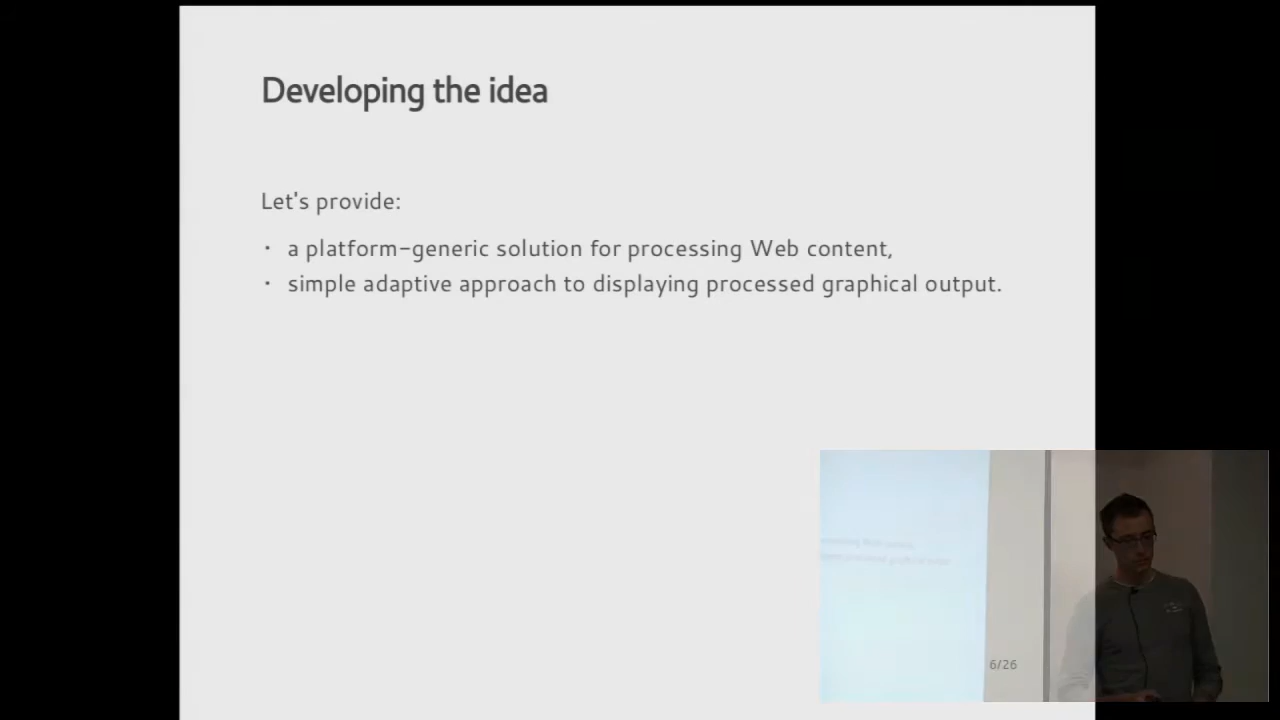 Developing the idea
Let's provide:
· a platform-generic solution for processing Web content,
· simple adaptive approach to displaying processed graphical output.
6/26